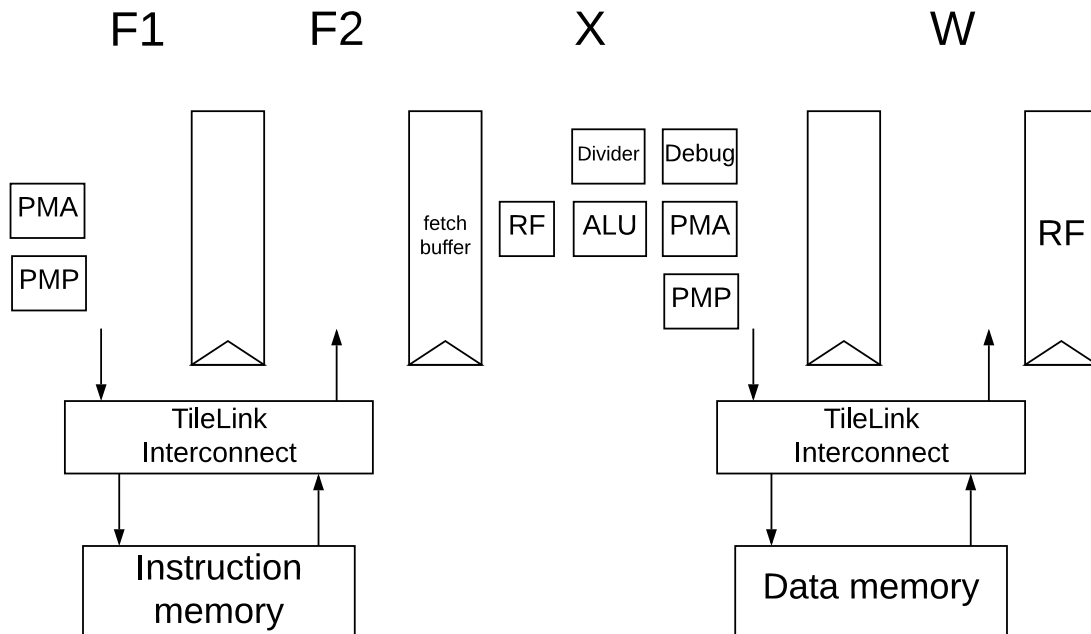 F1
F2
X
W
Divider
Debug
PMA
fetch
buffer
RF
ALU
PMA
RF
PMP
PMP
TileLink
Interconnect
TileLink
Interconnect
Instruction
memory
Data memory